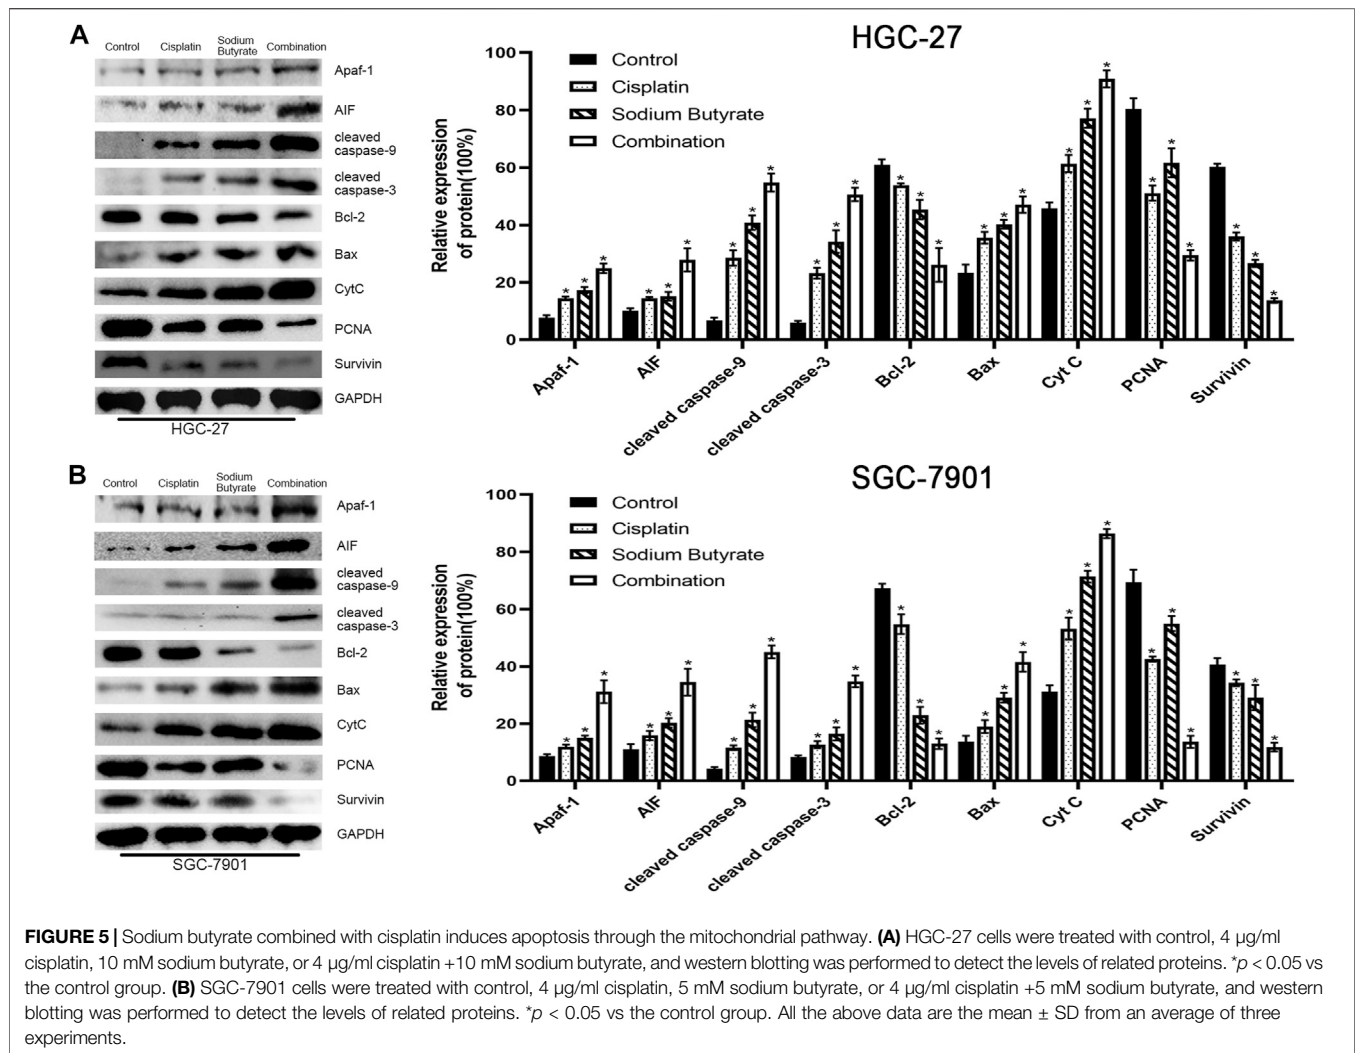 A
Control Cisplatin Sodium Butyrate Combination
Apaf-1
AIF
cleaved
caspase-9
cleaved
caspase-3
Bcl-2
Bax
CytC
PCNA
Survivin
GAPDH
HGC-27
HGC-27
Control
Cisplatin
Sodium Butyrate
Combination
Relative expression
of protein(100%)
100
80
60
40
20
0
* * * * * * * * * * * * * * * * * * * * * * * * * * *
Apaf-1 AIF cleaved caspase-9 cleaved caspase-3 Bcl-2 Bax Cyt C PCNA Survivin
B
Control Cisplatin Sodium Butyrate Combination
Apaf-1
AIF
cleaved
caspase-9
cleaved
caspase-3
Bcl-2
Bax
CytC
PCNA
Survivin
GAPDH
SGC-7901
SGC-7901
Control
Cisplatin
Sodium Butyrate
Combination
Relative expression
of protein(100%)
100
80
60
40
20
0
* * * * * * * * * * * * * * * * * * * * * * * * * * *
Apaf-1 AIF cleaved caspase-9 cleaved caspase-3 Bcl-2 Bax Cyt C PCNA Survivin
FIGURE 5 | Sodium butyrate combined with cisplatin induces apoptosis through the mitochondrial pathway. (A) HGC-27 cells were treated with control, 4 µg/ml
cisplatin, 10 mM sodium butyrate, or 4 µg/ml cisplatin +10 mM sodium butyrate, and western blotting was performed to detect the levels of related proteins. *p < 0.05 vs
the control group. (B) SGC-7901 cells were treated with control, 4 µg/ml cisplatin, 5 mM sodium butyrate, or 4 µg/ml cisplatin +5 mM sodium butyrate, and western
blotting was performed to detect the levels of related proteins. *p < 0.05 vs the control group. All the above data are the mean ± SD from an average of three
experiments.